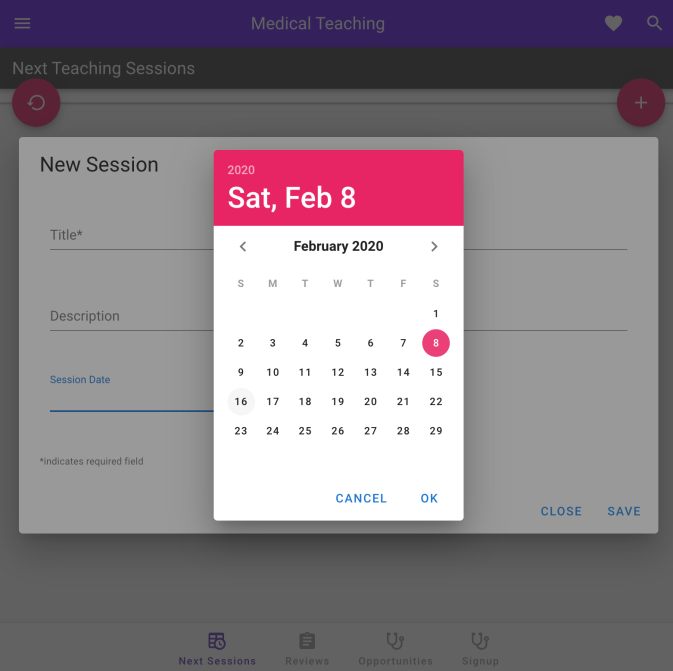 Medical Teaching
Next Teaching Sessions
New Session
Title*
Description
Session Date
*indicates required field
CLOSE SAVE
2020
Sat, Feb 8
February 2020
S M T W T F S
1
2 3 4 5 6 7 8
9 10 11 12 13 14 15
16 17 18 19 20 21 22
23 24 25 26 27 28 29
CANCEL OK
Next Sessions Reviews Opportunities Signup